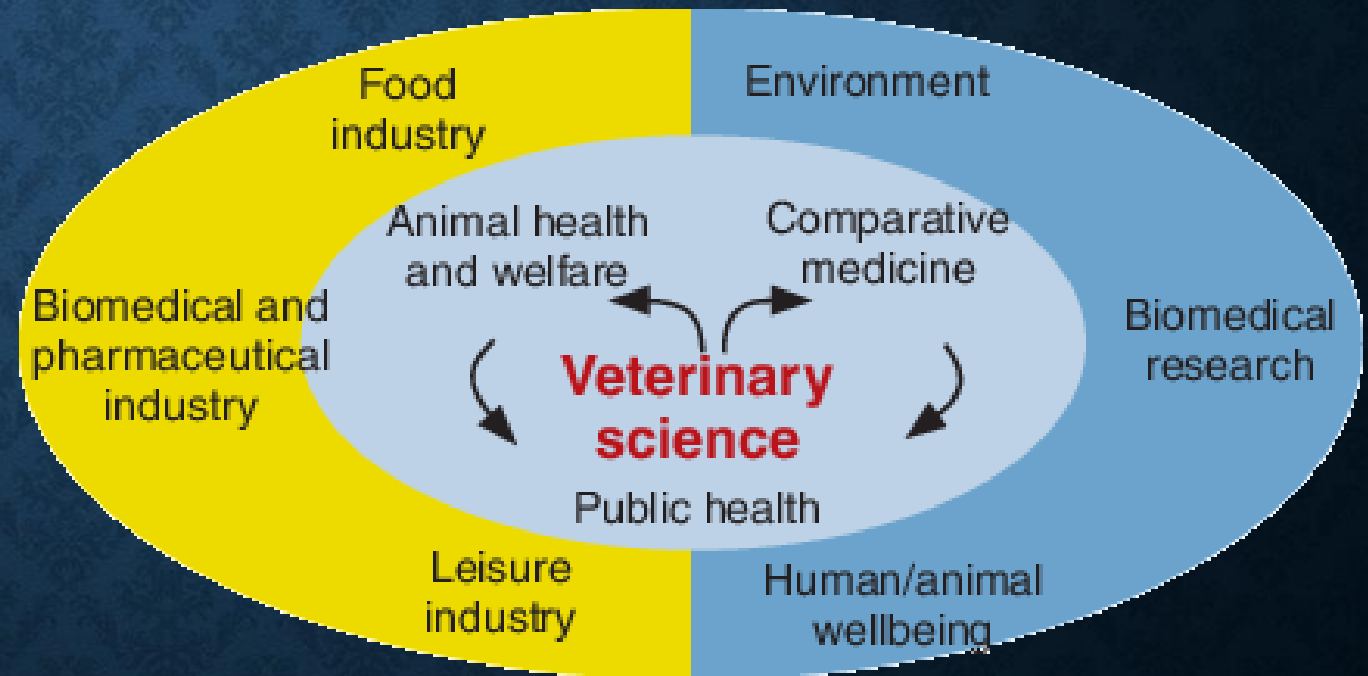 Food
industry
Environment
Animal health
and welfare
Comparative
medicine
Biomedical and
pharmaceutical
industry
Veterinary
science
Biomedical
research
Public health
Leisure
industry
Human/animal
wellbeing